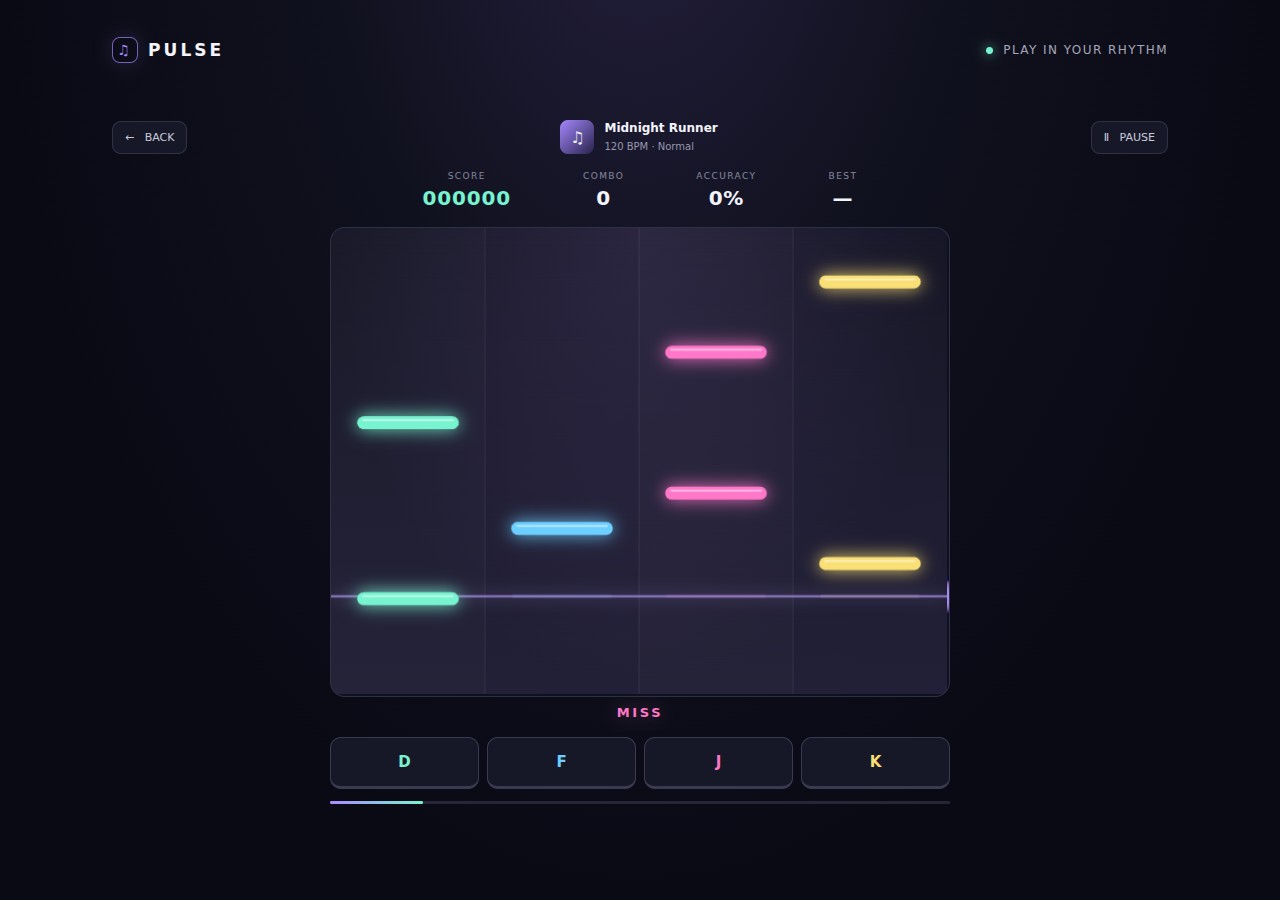 ♫ PULSE
PLAY IN YOUR RHYTHM
← BACK
♫
Midnight Runner
120 BPM · Normal
⏸ PAUSE
SCORE
000000
COMBO
0
ACCURACY
0%
BEST
—
MISS
D
F
J
K